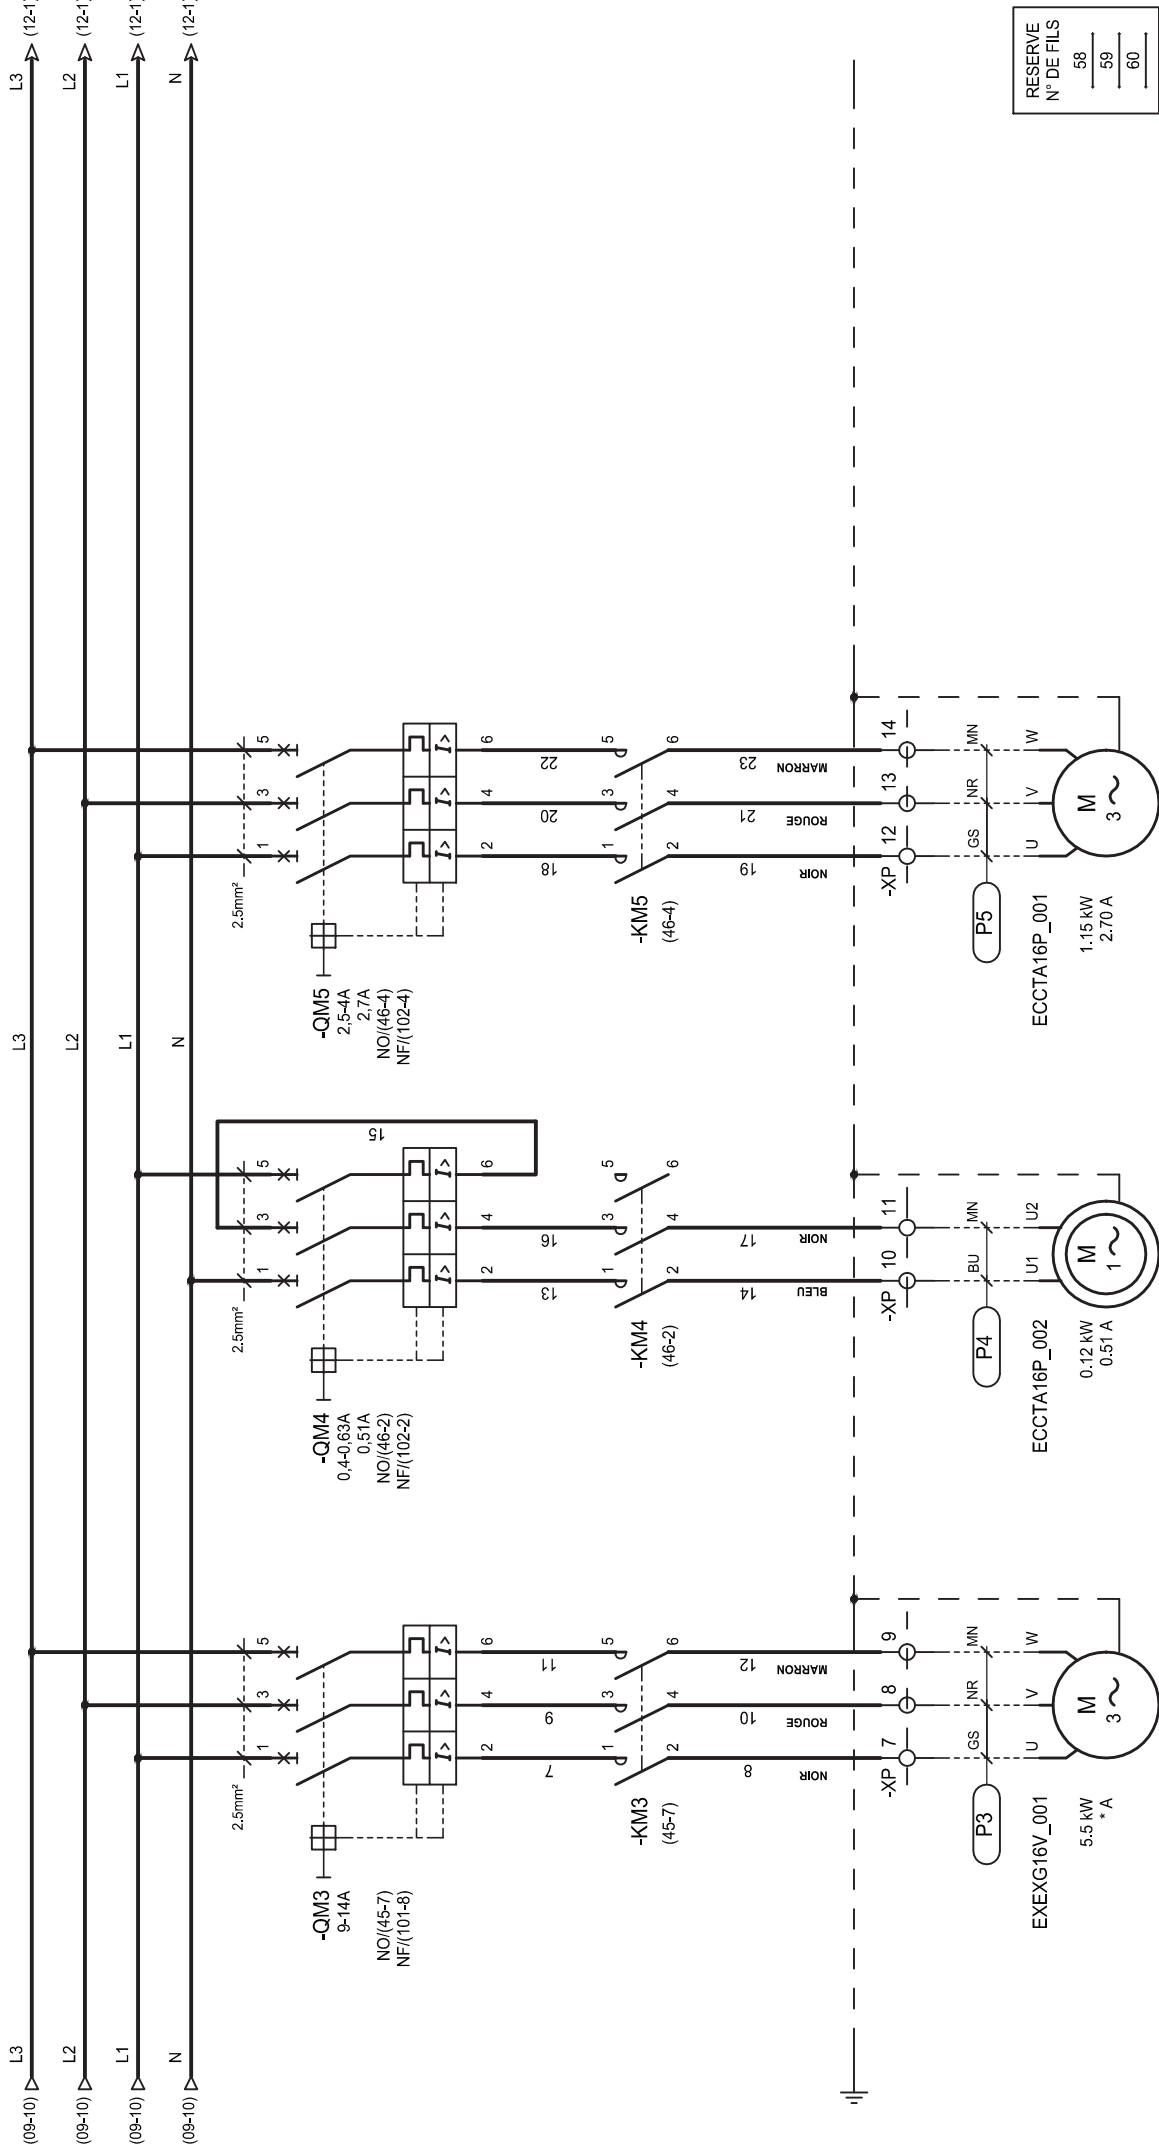 (09-10) L3 L3 L3 (12-1)
(09-10) L2 L2 L2 (12-1)
(09-10) L1 L1 L1 (12-1)
(09-10) N N N (12-1)
2.5mm²
1 3 5
-QM3
9-14A
NO/(45-7)
NF/(101-8)
I> I> I>
2 4 6
7 9 11
-KM3
(45-7)
1 3 5
2 4 6
8 10 12
NOIR ROUGE MARRON
-XP 7 8 9
P3
GS NR MN
EXEXG16V_001
U V W
5.5 kW
* A
M
3
2.5mm²
1 3 5
15
-QM4
0,4-0,63A
0,51A
NO/(46-2)
NF/(102-2)
I> I> I>
2 4 6
13 16
-KM4
(46-2)
1 3 5
2 4 6
14 17
BLEU NOIR
-XP 10 11
P4
BU MN
ECCTA16P_002
U1 U2
0.12 kW
0.51 A
M
1
2.5mm²
1 3 5
-QM5
2,5-4A
2,7A
NO/(46-4)
NF/(102-4)
I> I> I>
2 4 6
18 20 22
-KM5
(46-4)
1 3 5
2 4 6
19 21 23
NOIR ROUGE MARRON
-XP 12 13 14
P5
GS NR MN
ECCTA16P_001
U V W
1.15 kW
2.70 A
M
3
RESERVE
N° DE FILS
58
59
60